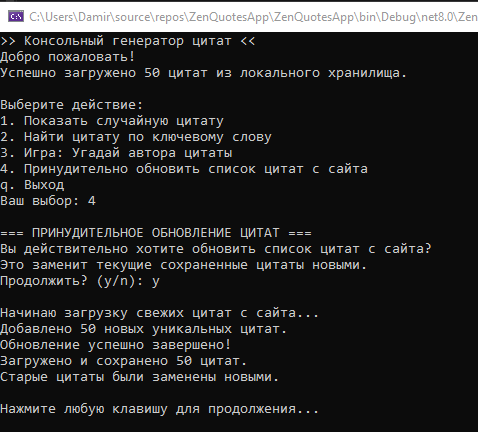 C:\Users\Damir\source\repos\ZenQuotesApp\ZenQuotesApp\bin\Debug\net8.0\Zen
>> Консольный генератор цитат <<
Добро пожаловать!
Успешно загружено 50 цитат из локального хранилища.
Выберите действие:
1. Показать случайную цитату
2. Найти цитату по ключевому слову
3. Игра: Угадай автора цитаты
4. Принудительно обновить список цитат с сайта
q. Выход
Ваш выбор: 4
=== ПРИНУДИТЕЛЬНОЕ ОБНОВЛЕНИЕ ЦИТАТ ===
Вы действительно хотите обновить список цитат с сайта?
Это заменит текущие сохраненные цитаты новыми.
Продолжить? (y/n): y
Начинаю загрузку свежих цитат с сайта...
Добавлено 50 новых уникальных цитат.
Обновление успешно завершено!
Загружено и сохранено 50 цитат.
Старые цитаты были заменены новыми.
Нажмите любую клавишу для продолжения...